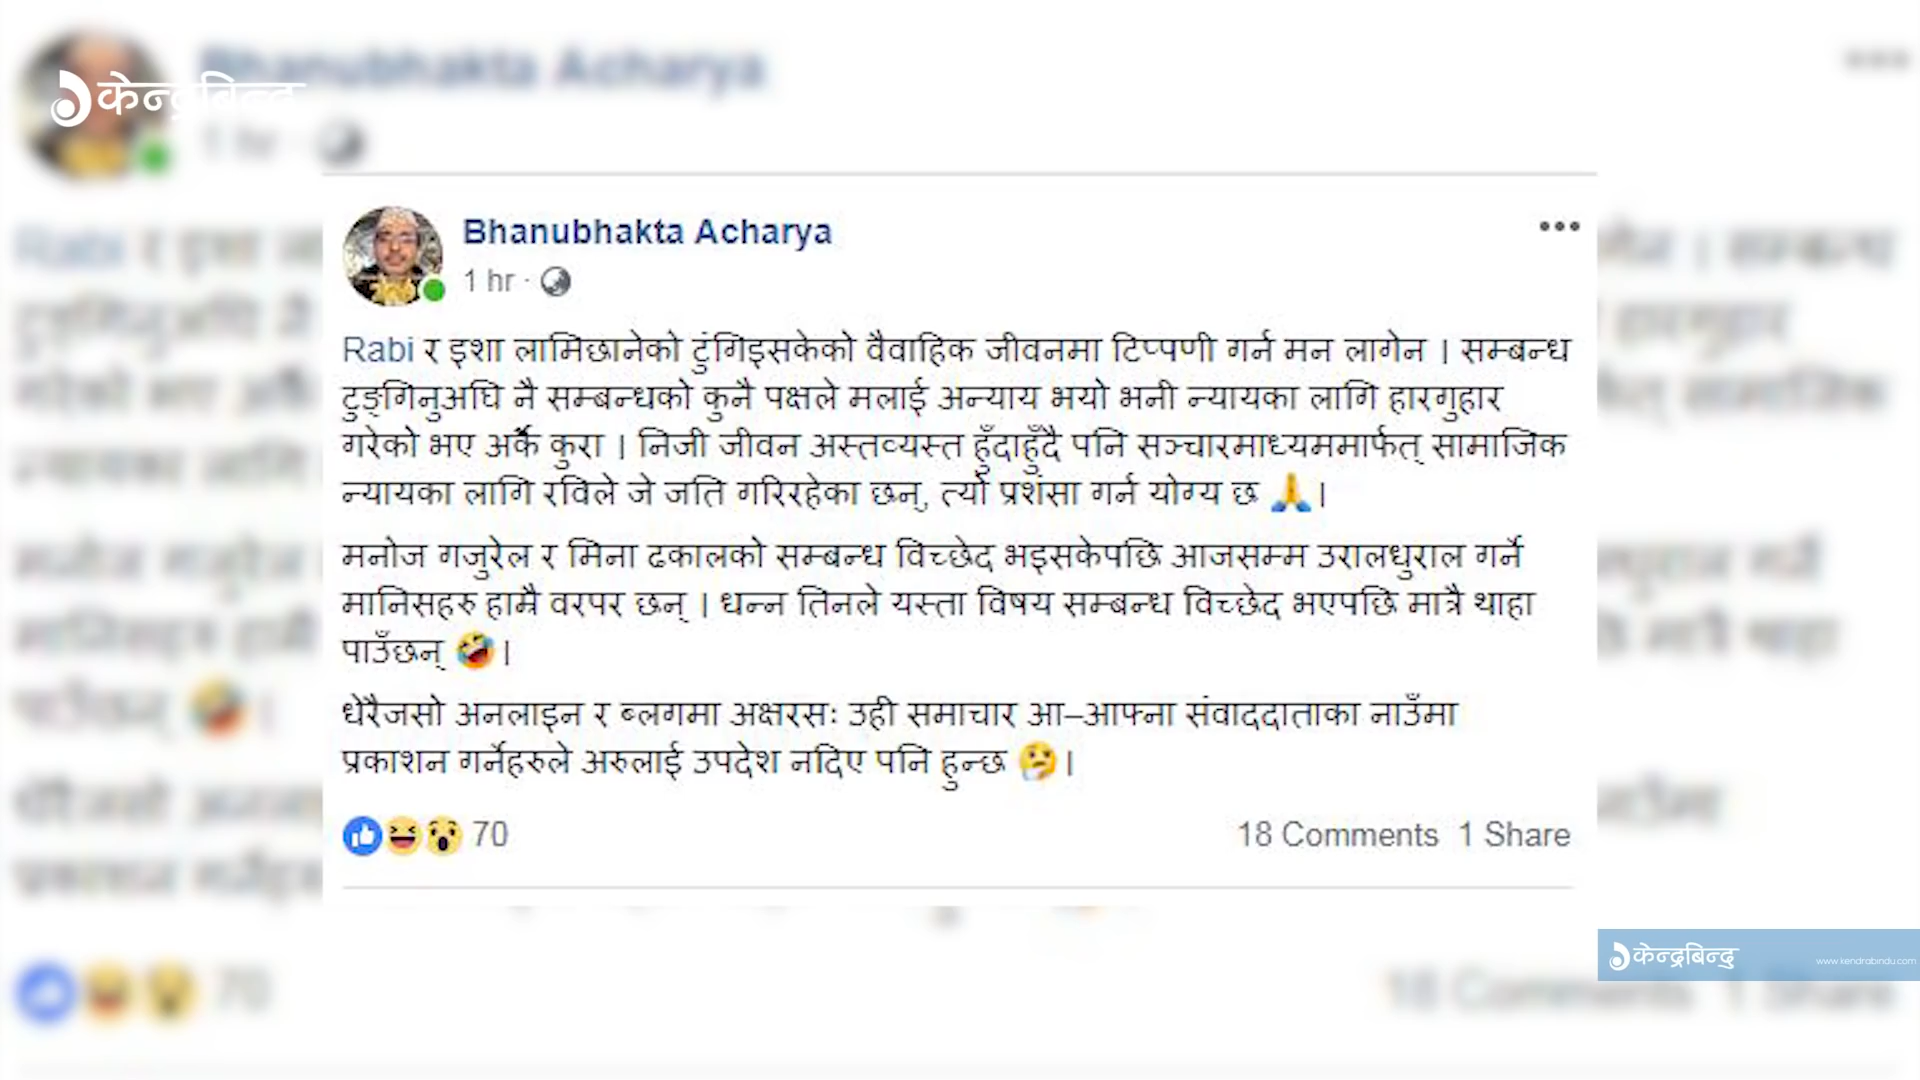 केन्द्रबिन्दु
Bhanubhakta Acharya
1 hr ·
Rabi र इशा लामिछानेको टुंगिइसकेको वैवाहिक जीवनमा टिप्पणी गर्न मन लागेन । सम्बन्ध
टुङ्गिनुअघि नै सम्बन्धको कुनै पक्षले मलाई अन्याय भयो भनी न्यायका लागि हारगुहार
गरेको भए अर्कै कुरा । निजी जीवन अस्तव्यस्त हुँदाहुँदै पनि सञ्चारमाध्यममार्फत् सामाजिक
न्यायका लागि रविले जे जति गरिरहेका छन्, त्यो प्रशंसा गर्न योग्य छ 🙏।
मनोज गजुरेल र मिना ढकालको सम्बन्ध विच्छेद भइसकेपछि आजसम्म उरालधुराल गर्ने
मानिसहरु हाम्रै वरपर छन् । धन्न तिनले यस्ता विषय सम्बन्ध विच्छेद भएपछि मात्रै थाहा
पाउँछन् 🤣।
धेरैजसो अनलाइन र ब्लगमा अक्षरसः उही समाचार आ–आफ्ना संवाददाताका नाउँमा
प्रकाशन गर्नेहरुले अरुलाई उपदेश नदिए पनि हुन्छ 🤔।
70
18 Comments 1 Share
केन्द्रबिन्दु
www.kendrabindu.com